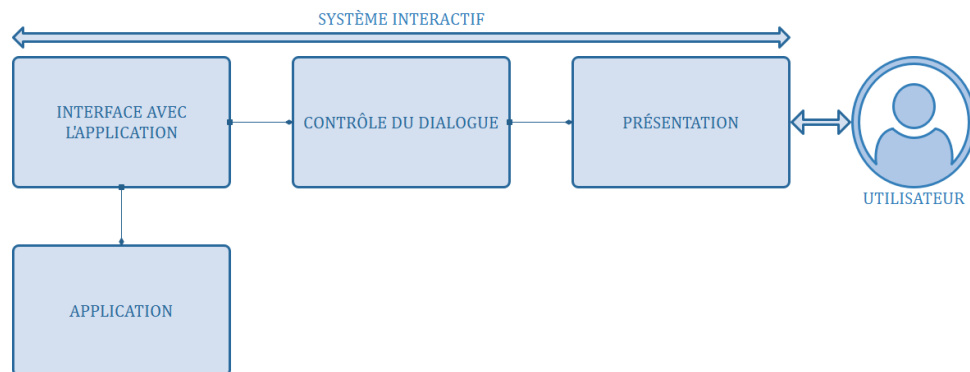 SYSTÈME INTERACTIF
INTERFACE AVEC
L'APPLICATION
CONTRÔLE DU DIALOGUE
PRÉSENTATION
UTILISATEUR
APPLICATION